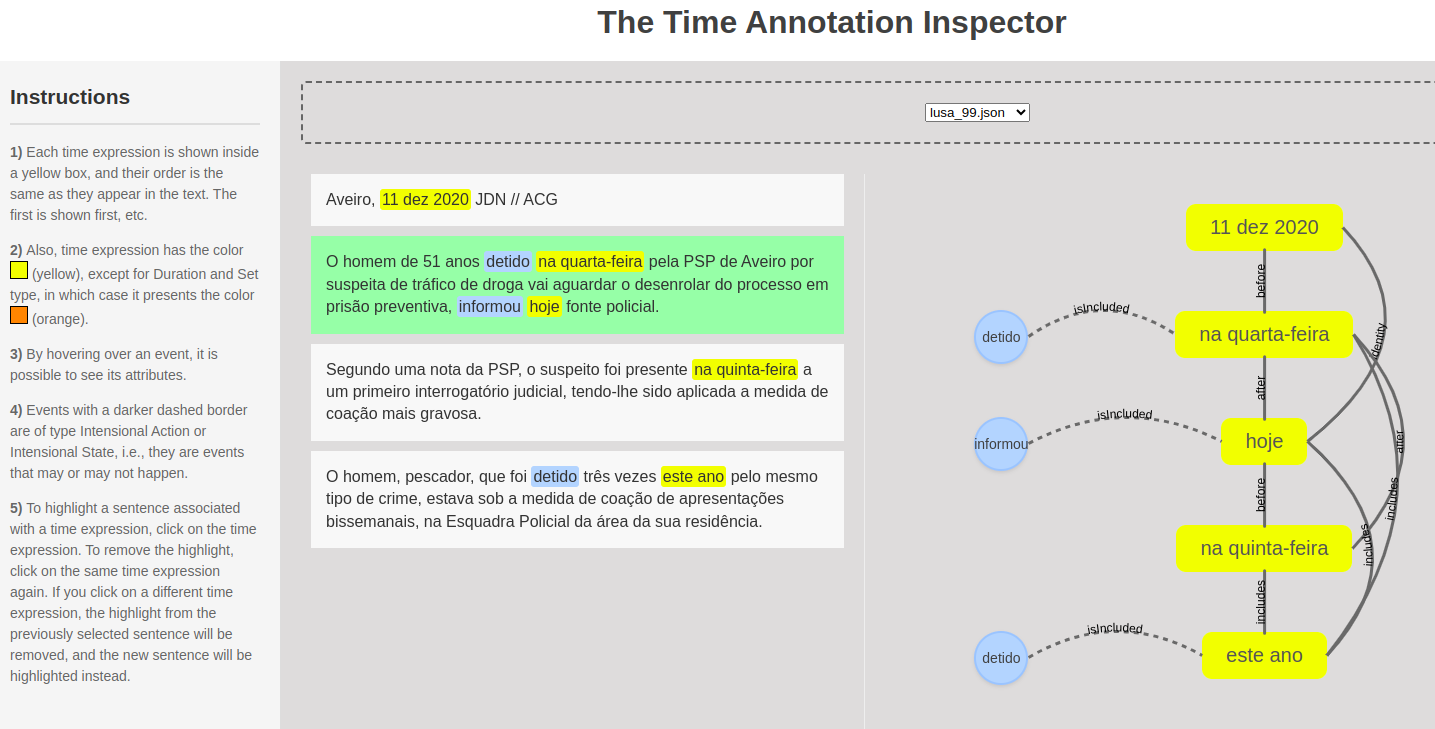 The Time Annotation Inspector
Instructions
1) Each time expression is shown inside
a yellow box, and their order is the
same as they appear in the text. The
first is shown first, etc.
2) Also, time expression has the color
(yellow), except for Duration and Set
type, in which case it presents the color
(orange).
3) By hovering over an event, it is
possible to see its attributes.
4) Events with a darker dashed border
are of type Intensional Action or
Intensional State, i.e., they are events
that may or may not happen.
5) To highlight a sentence associated
with a time expression, click on the time
expression. To remove the highlight,
click on the same time expression
again. If you click on a different time
expression, the highlight from the
previously selected sentence will be
removed, and the new sentence will be
highlighted instead.
lusa_99.json
Aveiro, 11 dez 2020 JDN // ACG
O homem de 51 anos detido na quarta-feira pela PSP de Aveiro por
suspeita de tráfico de droga vai aguardar o desenrolar do processo em
prisão preventiva, informou hoje fonte policial.
Segundo uma nota da PSP, o suspeito foi presente na quinta-feira a
um primeiro interrogatório judicial, tendo-lhe sido aplicada a medida de
coação mais gravosa.
O homem, pescador, que foi detido três vezes este ano pelo mesmo
tipo de crime, estava sob a medida de coação de apresentações
bissemanais, na Esquadra Policial da área da sua residência.
11 dez 2020
before
isIncluded
detido
na quarta-feira
identity
after
isIncluded
informou
hoje
after
before
includes
includes
na quinta-feira
includes
isIncluded
detido
este ano